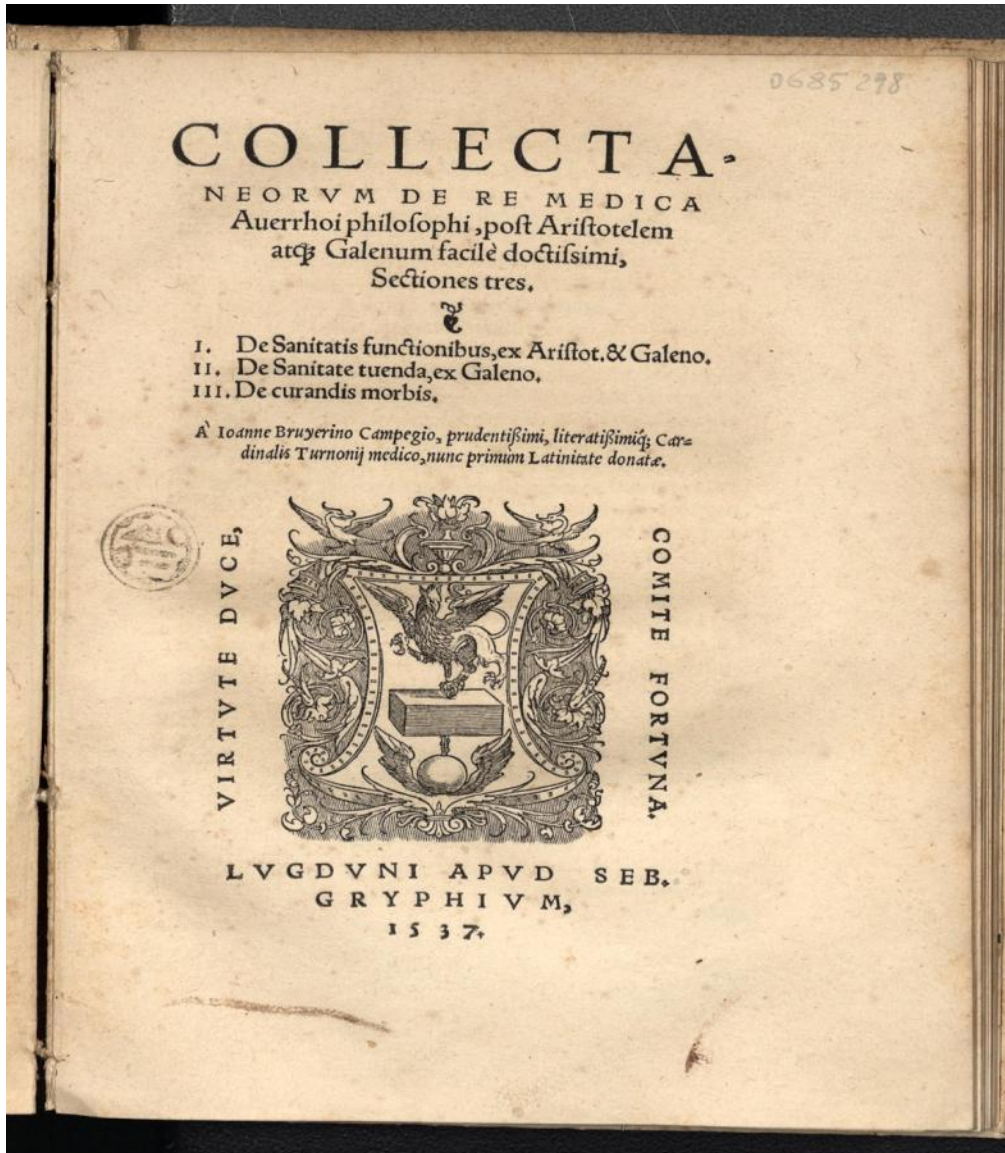 0685 298
COLLECTA-
NEORVM DE RE MEDICA
Auerrhoi philoſophi, poſt Ariſtotelem
atq; Galenum facilè doctiſsimi,
Sectiones tres.
I. De Sanitatis functionibus, ex Ariſtot. & Galeno.
II. De Sanitate tuenda, ex Galeno.
III. De curandis morbis.
À Ioanne Bruyerino Campegio, prudentißimi, literatißimiq́; Car=
dinalis Turnonij medico, nunc primum Latinitate donatæ.
VIRTVTE DVCE,
COMITE FORTVNA.
LVGDVNI APVD SEB.
GRYPHIVM,
1537.